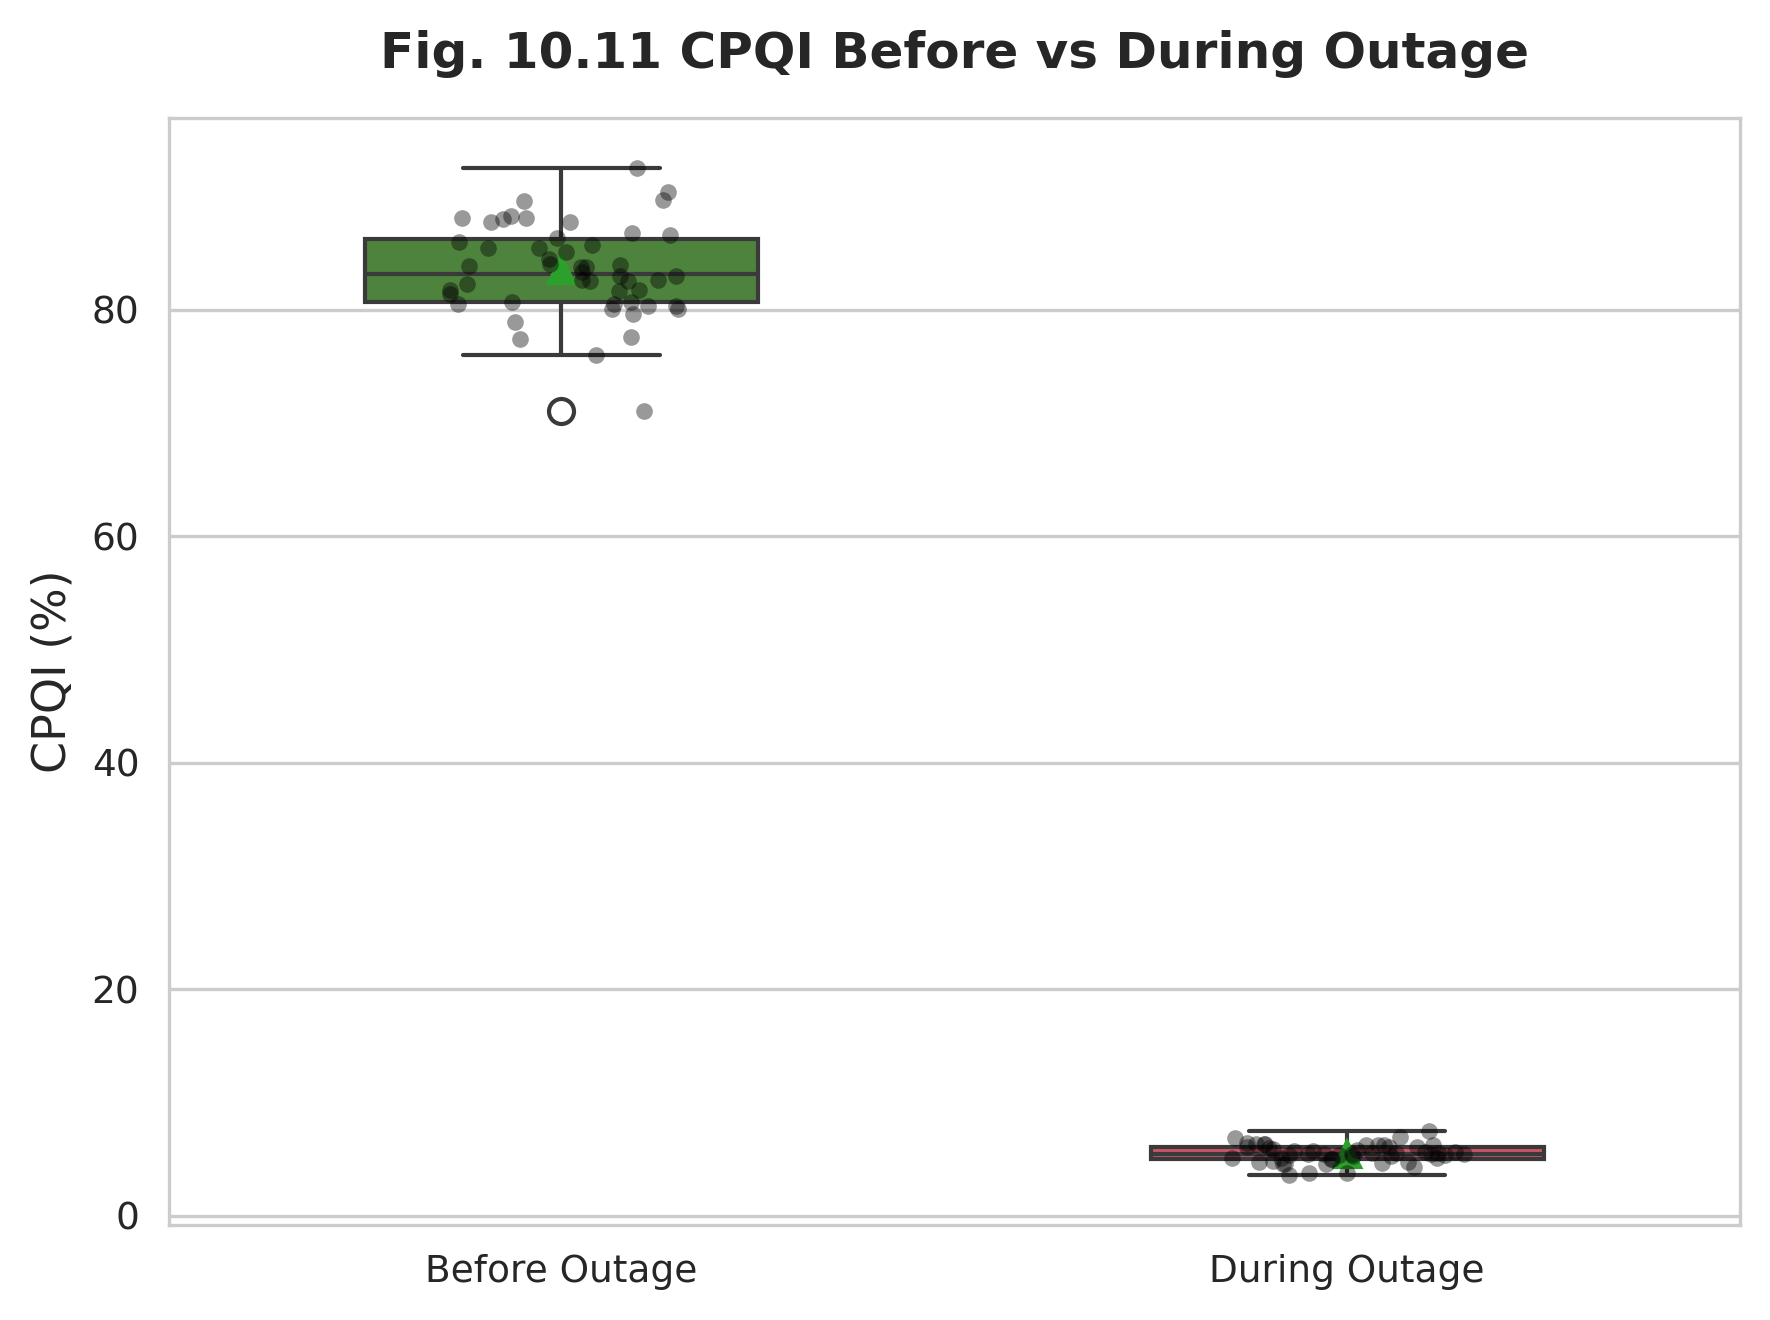 Fig. 10.11 CPQI Before vs During Outage
CPQI (%)
80
60
40
20
0
Before Outage
During Outage